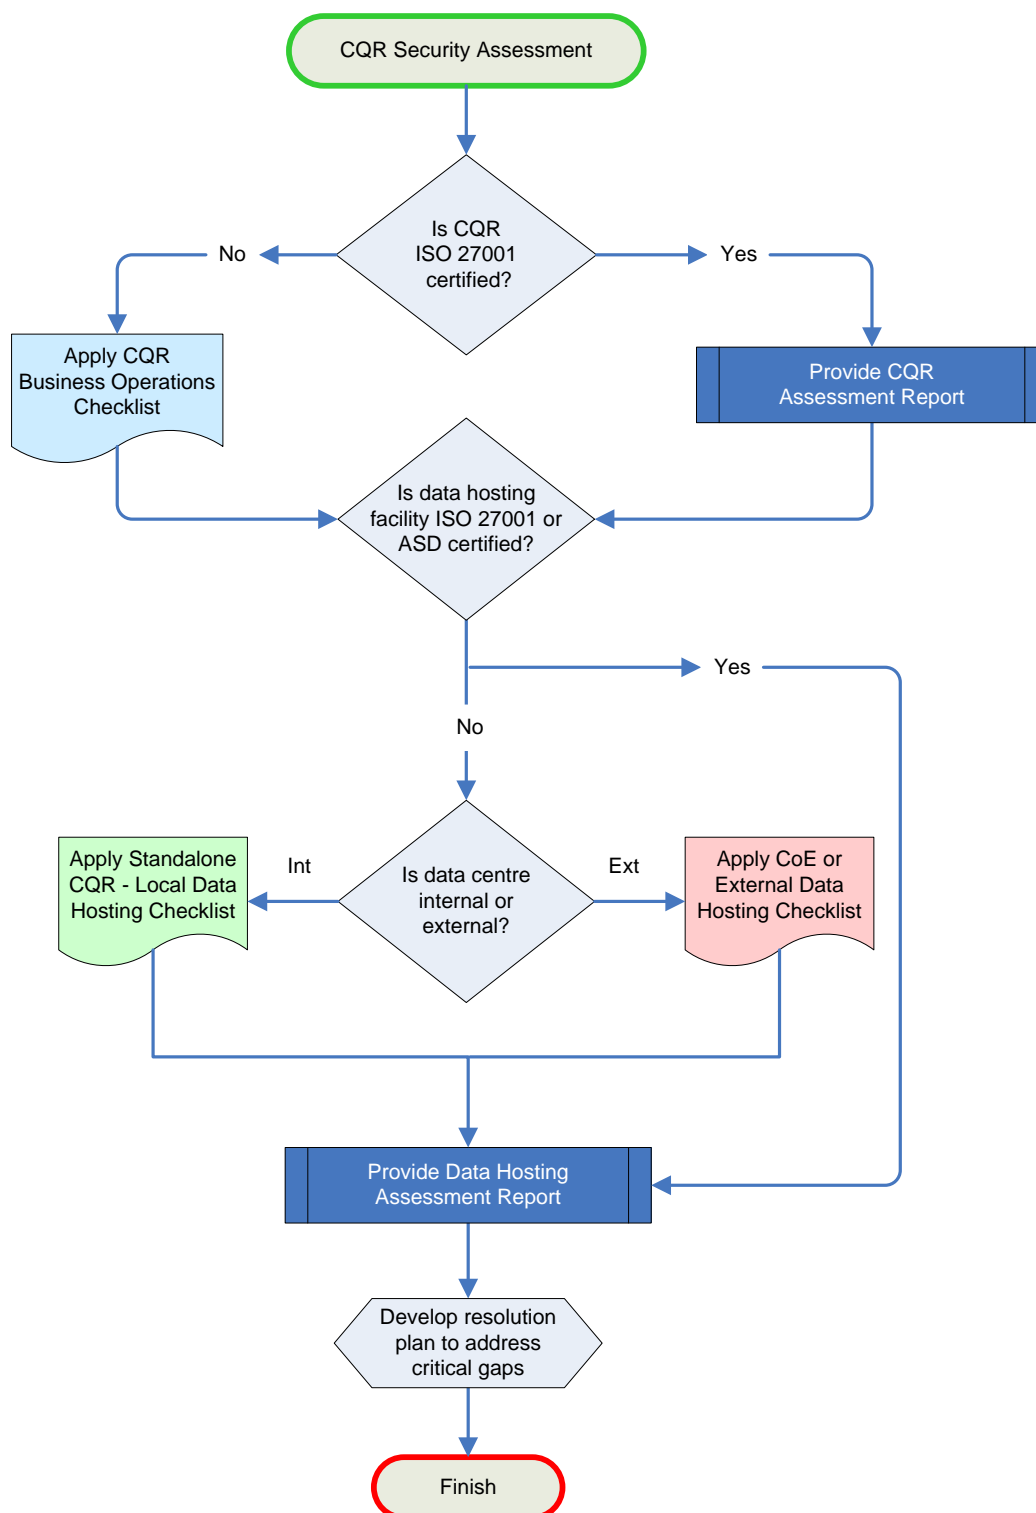 CQR Security Assessment
Is CQR
ISO 27001
certified?
No
Yes
Apply CQR
Business Operations
Checklist
Provide CQR
Assessment Report
Is data hosting
facility ISO 27001 or
ASD certified?
Yes
No
Apply Standalone
CQR - Local Data
Hosting Checklist
Int
Is data centre
internal or
external?
Ext
Apply CoE or
External Data
Hosting Checklist
Provide Data Hosting
Assessment Report
Develop resolution
plan to address
critical gaps
Finish